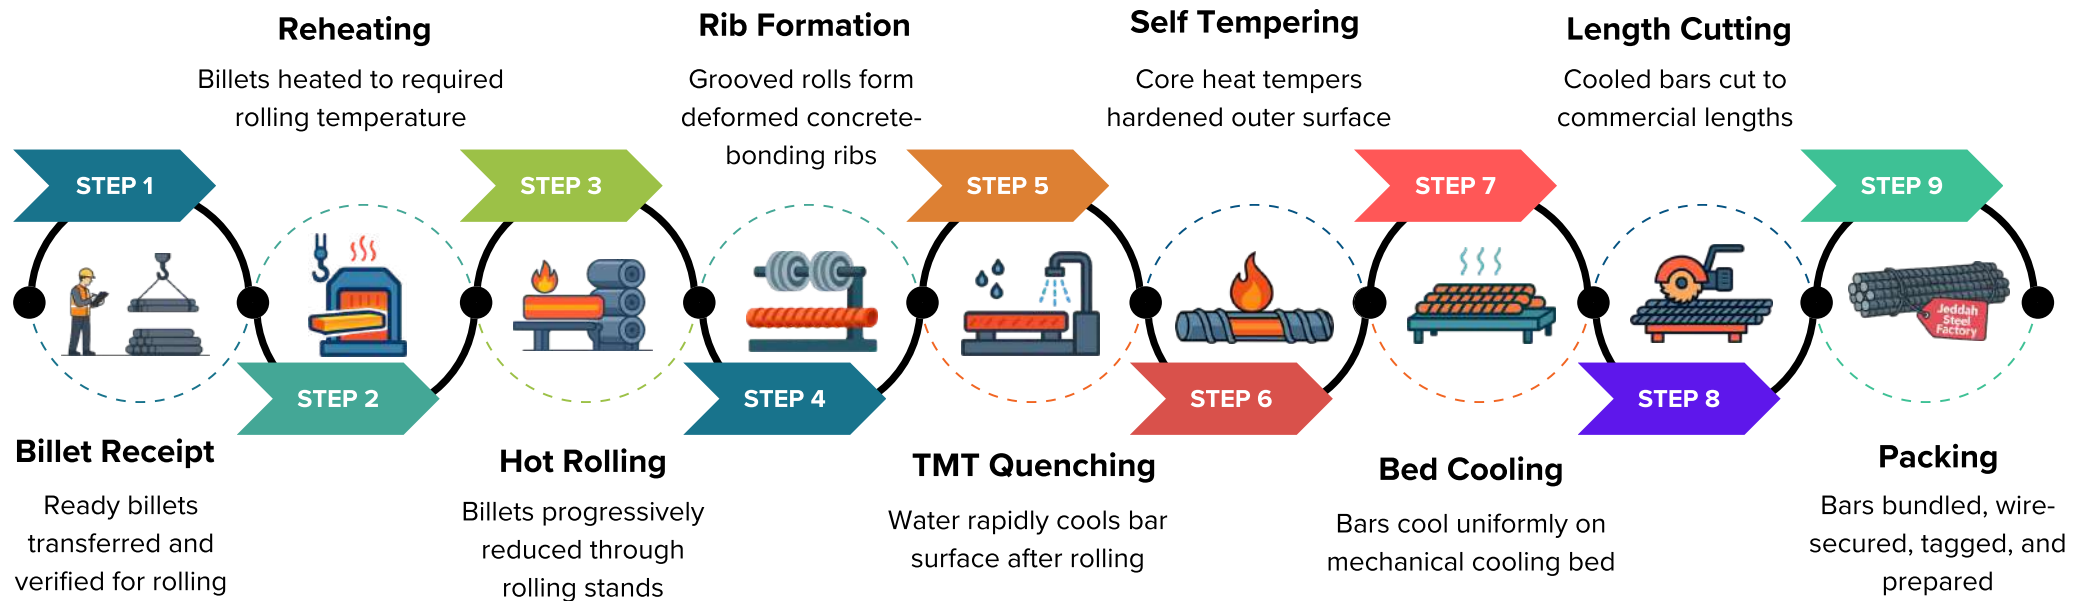 STEP 1
Billet Receipt
Ready billets
transferred and
verified for rolling
Reheating
Billets heated to required
rolling temperature
STEP 2
STEP 3
Hot Rolling
Billets progressively
reduced through
rolling stands
Rib Formation
Grooved rolls form
deformed concrete-
bonding ribs
STEP 4
STEP 5
TMT Quenching
Water rapidly cools bar
surface after rolling
Self Tempering
Core heat tempers
hardened outer surface
STEP 6
STEP 7
Bed Cooling
Bars cool uniformly on
mechanical cooling bed
Length Cutting
Cooled bars cut to
commercial lengths
STEP 8
STEP 9
Jeddah
Steel
Factory
Packing
Bars bundled, wire-
secured, tagged, and
prepared